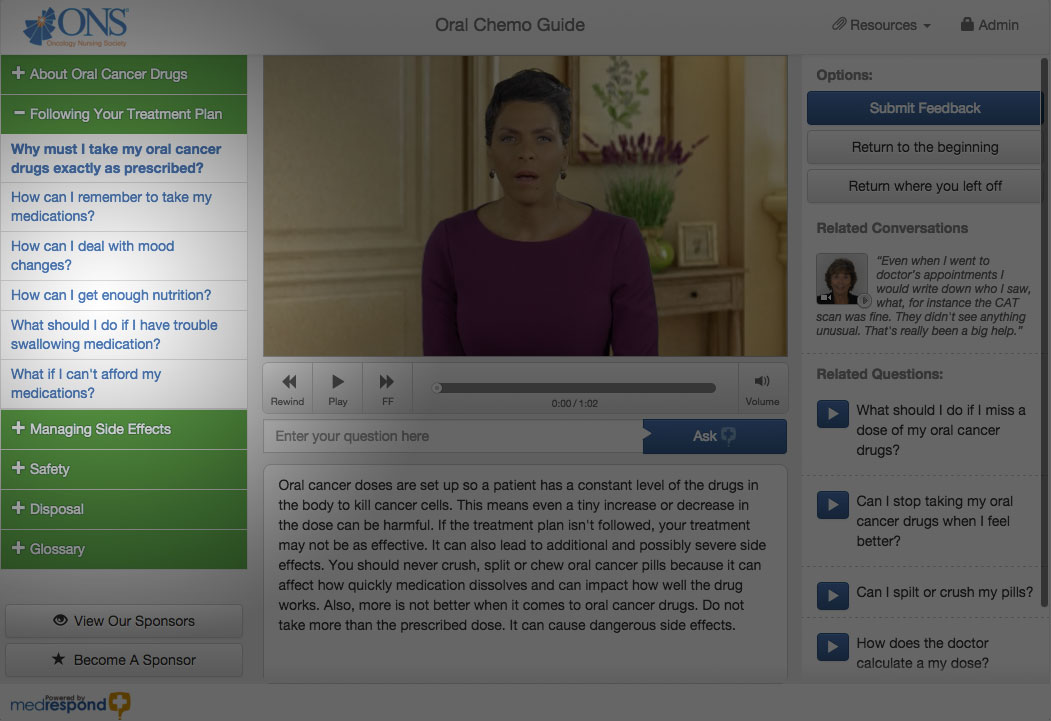 ONS
Oncology Nursing Society
Oral Chemo Guide
Resources
Admin
About Oral Cancer Drugs
Following Your Treatment Plan
Why must I take my oral cancer
drugs exactly as prescribed?
How can I remember to take my
medications?
How can I deal with mood
changes?
How can I get enough nutrition?
What should I do if I have trouble
swallowing medication?
What if I can't afford my
medications?
Managing Side Effects
Safety
Disposal
Glossary
View Our Sponsors
Become A Sponsor
Rewind
Play
FF
0:00 / 1:02
Volume
Enter your question here
Ask
Oral cancer doses are set up so a patient has a constant level of the drugs in
the body to kill cancer cells. This means even a tiny increase or decrease in
the dose can be harmful. If the treatment plan isn't followed, your treatment
may not be as effective. It can also lead to additional and possibly severe side
effects. You should never crush, split or chew oral cancer pills because it can
affect how quickly medication dissolves and can impact how well the drug
works. Also, more is not better when it comes to oral cancer drugs. Do not
take more than the prescribed dose. It can cause dangerous side effects.
Options:
Submit Feedback
Return to the beginning
Return where you left off
Related Conversations
"Even when I went to
doctor's appointments I
would write down who I saw,
what, for instance the CAT
scan was fine. They didn't see anything
unusual. That's really been a big help."
Related Questions:
What should I do if I miss a
dose of my oral cancer
drugs?
Can I stop taking my oral
cancer drugs when I feel
better?
Can I spilt or crush my pills?
How does the doctor
calculate a my dose?
Powered by
medrespond